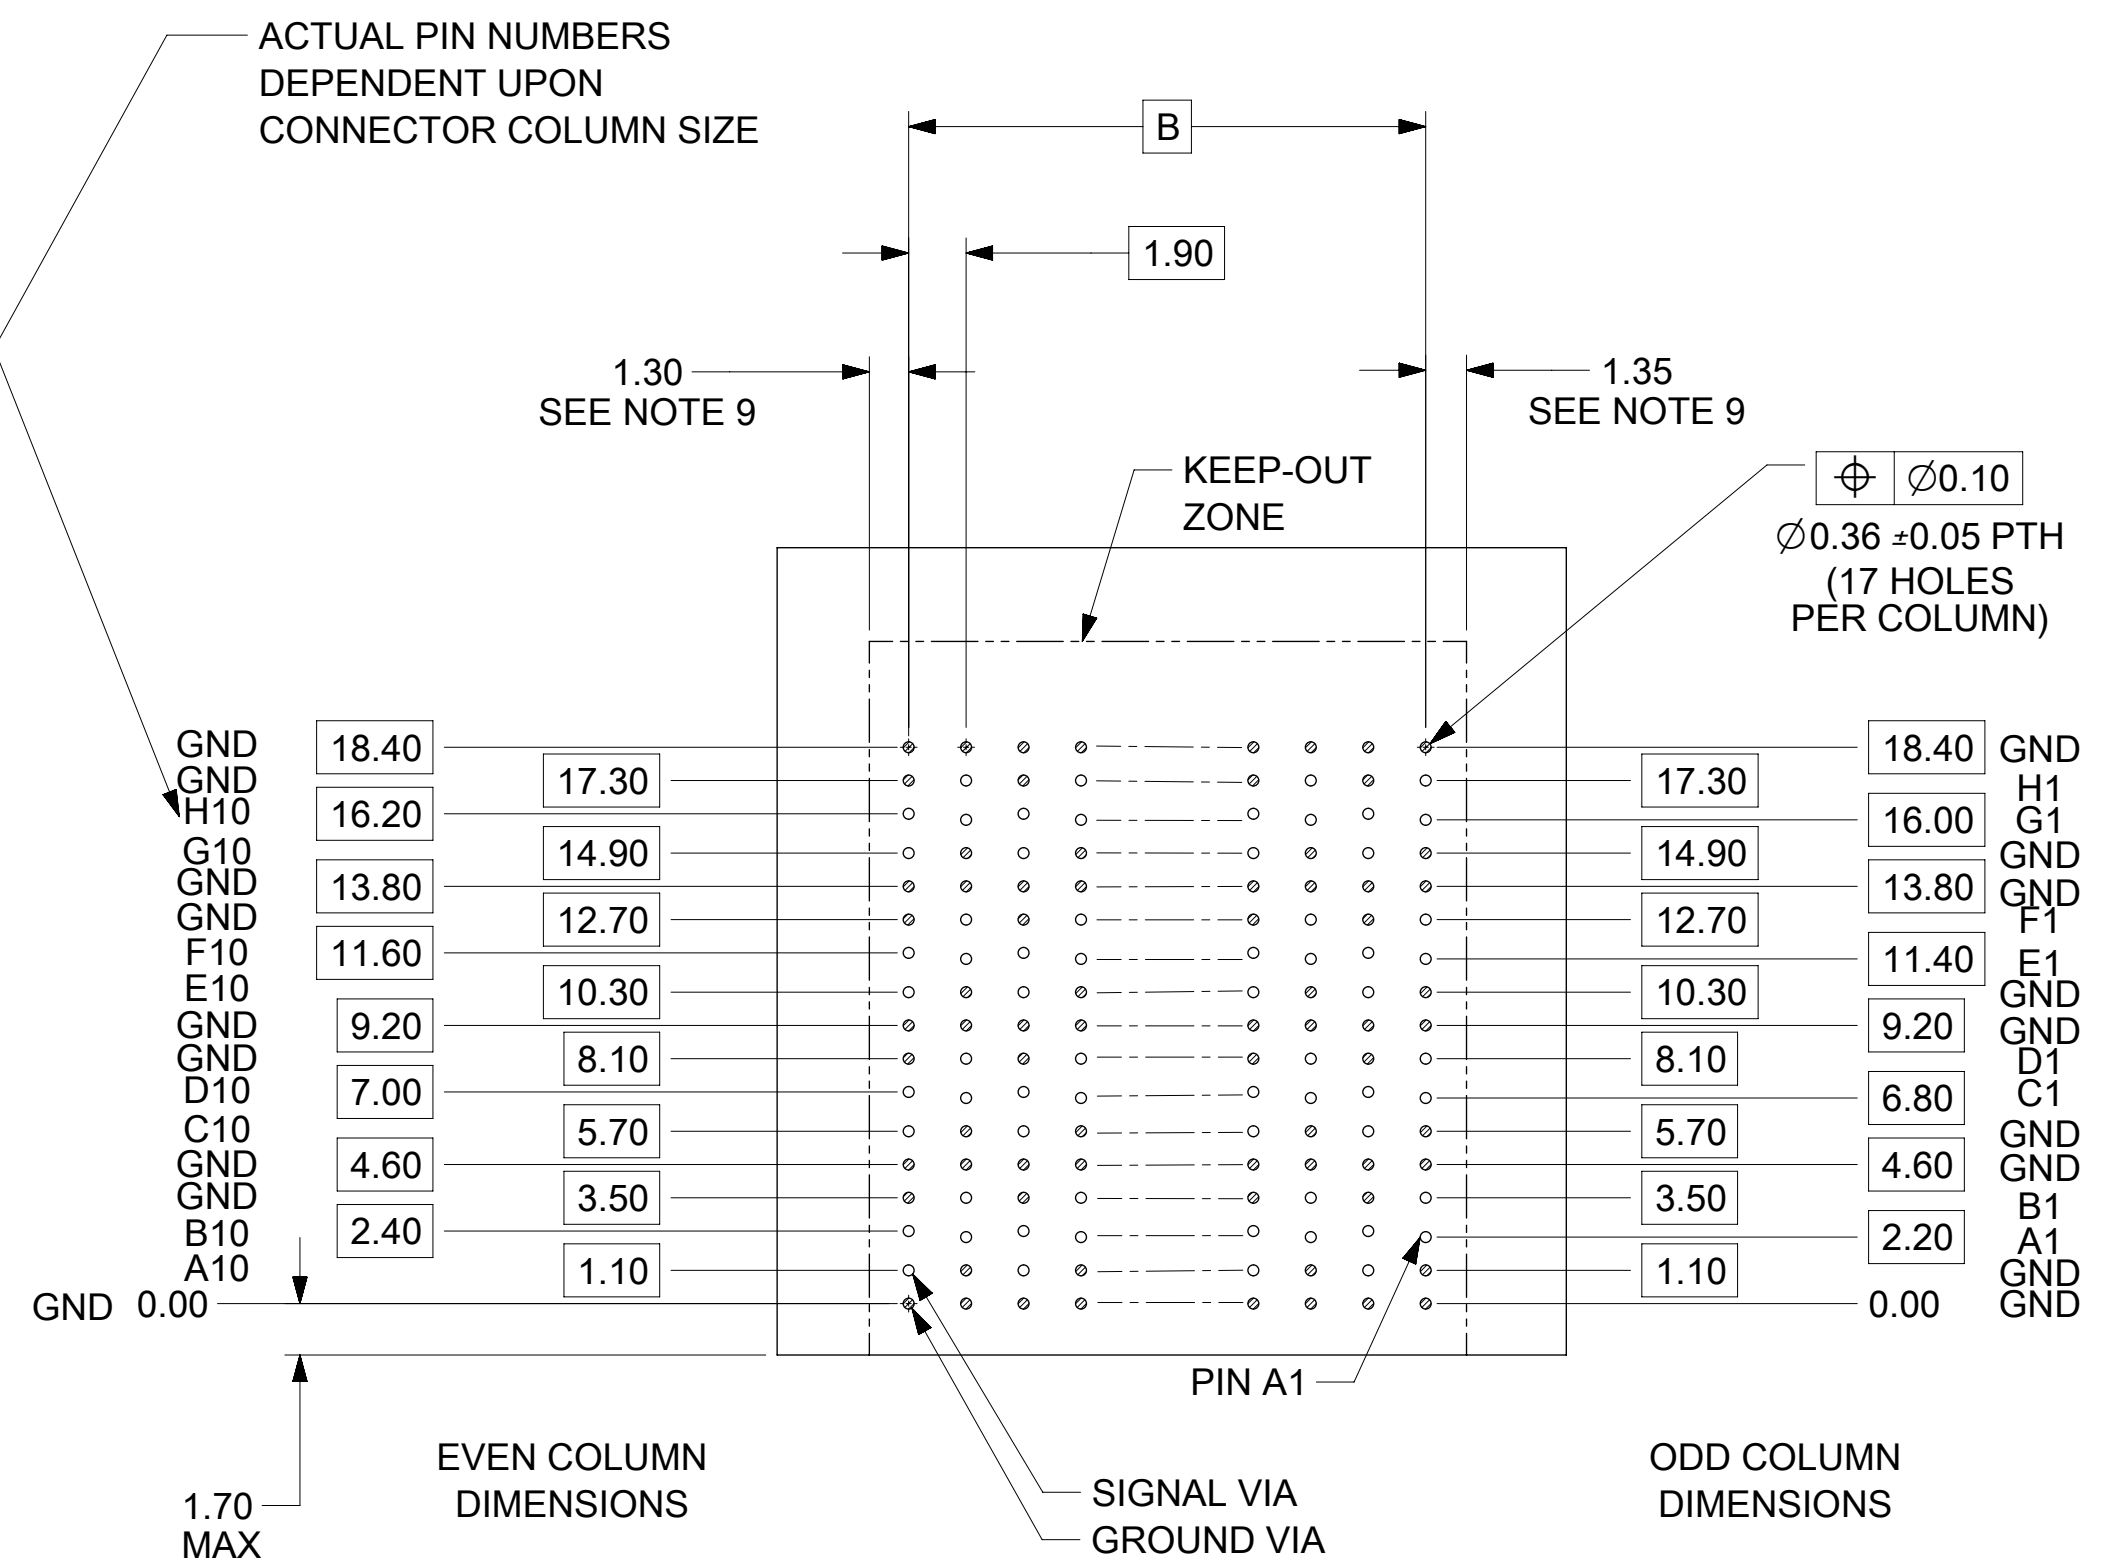 ACTUAL PIN NUMBERS
DEPENDENT UPON
CONNECTOR COLUMN SIZE
B
1.90
1.30
SEE NOTE 9
1.35
SEE NOTE 9
KEEP-OUT
ZONE
⌖ ∅0.10
∅0.36 ±0.05 PTH
(17 HOLES
PER COLUMN)
GND 18.40
GND 17.30
H10 16.20
G10 14.90
GND 13.80
GND 12.70
F10 11.60
E10 10.30
GND 9.20
GND 8.10
D10 7.00
C10 5.70
GND 4.60
GND 3.50
B10 2.40
A10 1.10
GND 0.00
18.40 GND
17.30 H1
16.00 G1
14.90 GND
13.80 GND
12.70 F1
11.40 E1
10.30 GND
9.20 GND
8.10 D1
6.80 C1
5.70 GND
4.60 GND
3.50 B1
2.20 A1
1.10 GND
0.00 GND
PIN A1
1.70
MAX
EVEN COLUMN
DIMENSIONS
SIGNAL VIA
GROUND VIA
ODD COLUMN
DIMENSIONS